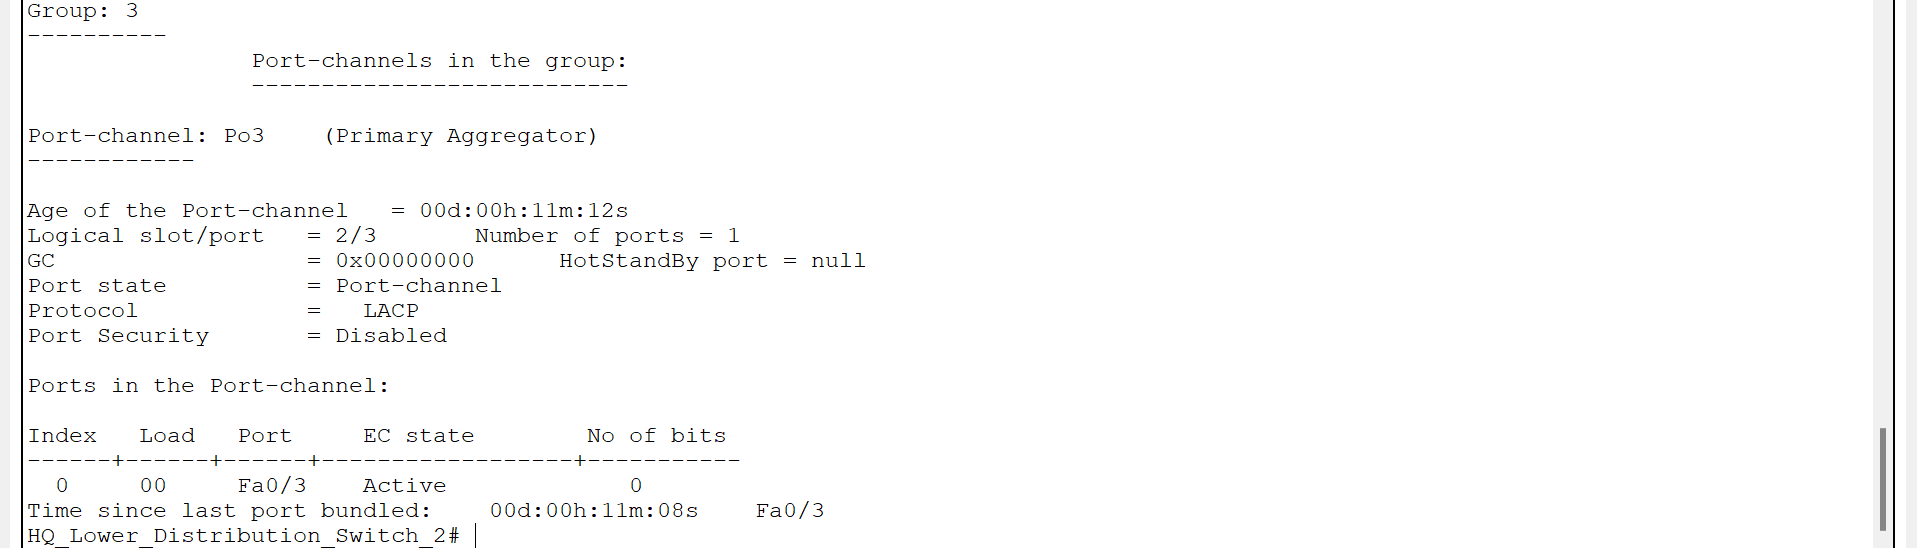 Group: 3
----------
Port-channels in the group:
---------------------------
Port-channel: Po3    (Primary Aggregator)
------------
Age of the Port-channel   = 00d:00h:11m:12s
Logical slot/port   = 2/3       Number of ports = 1
GC                  = 0x00000000      HotStandBy port = null
Port state          = Port-channel
Protocol            =   LACP
Port Security       = Disabled
Ports in the Port-channel:
Index   Load   Port     EC state        No of bits
------+------+------+------------------+-----------
  0     00     Fa0/3    Active             0
Time since last port bundled:    00d:00h:11m:08s    Fa0/3
HQ_Lower_Distribution_Switch_2#